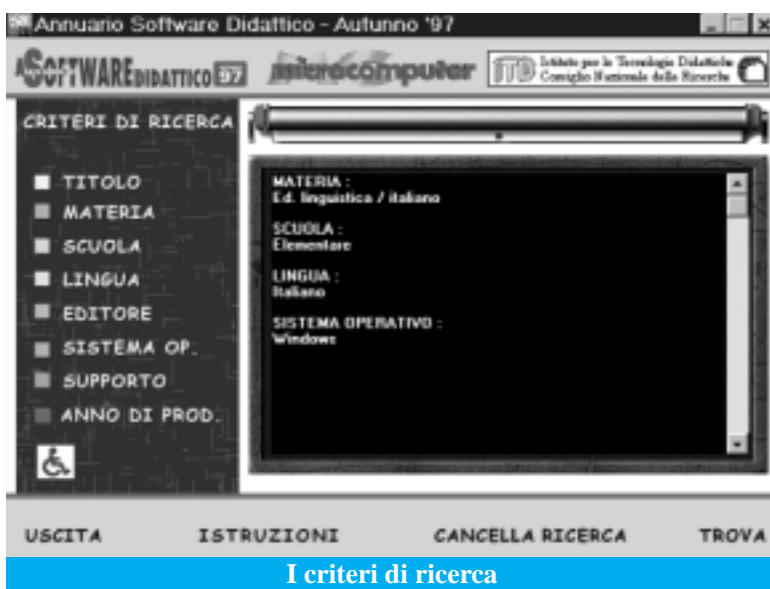 Annuario Software Didattico - Autunno '97
SOFTWARE DIDATTICO 97
microcomputer
ITD
Istituto per le Tecnologie Didattiche
Consiglio Nazionale delle Ricerche
CRITERI DI RICERCA
TITOLO
MATERIA
SCUOLA
LINGUA
EDITORE
SISTEMA OP.
SUPPORTO
ANNO DI PROD.
MATERIA :
Ed. linguistica / italiano
SCUOLA :
Elementare
LINGUA :
Italiano
SISTEMA OPERATIVO :
Windows
USCITA ISTRUZIONI CANCELLA RICERCA TROVA
I criteri di ricerca